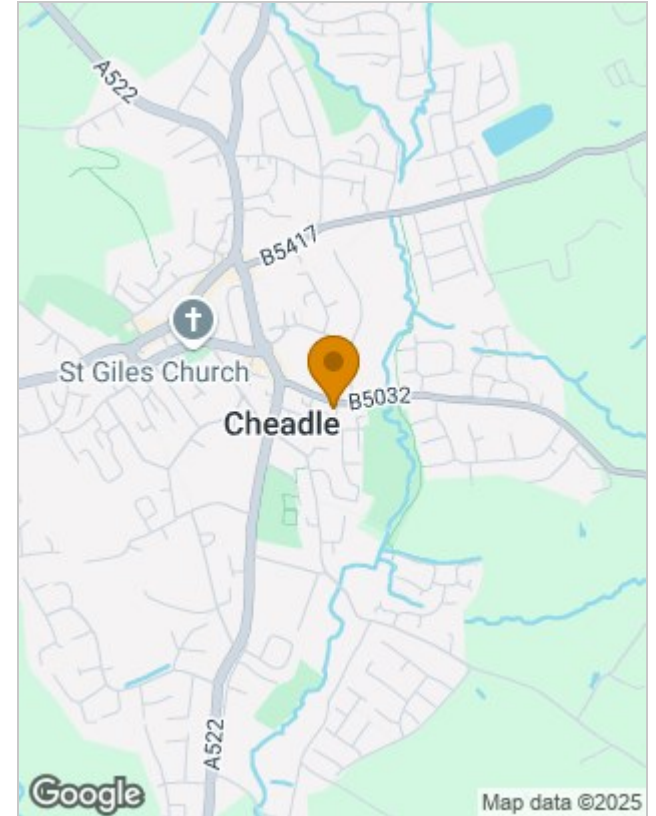 A522
B5417
St Giles Church
B5032
Cheadle
A522
Google
Map data ©2025